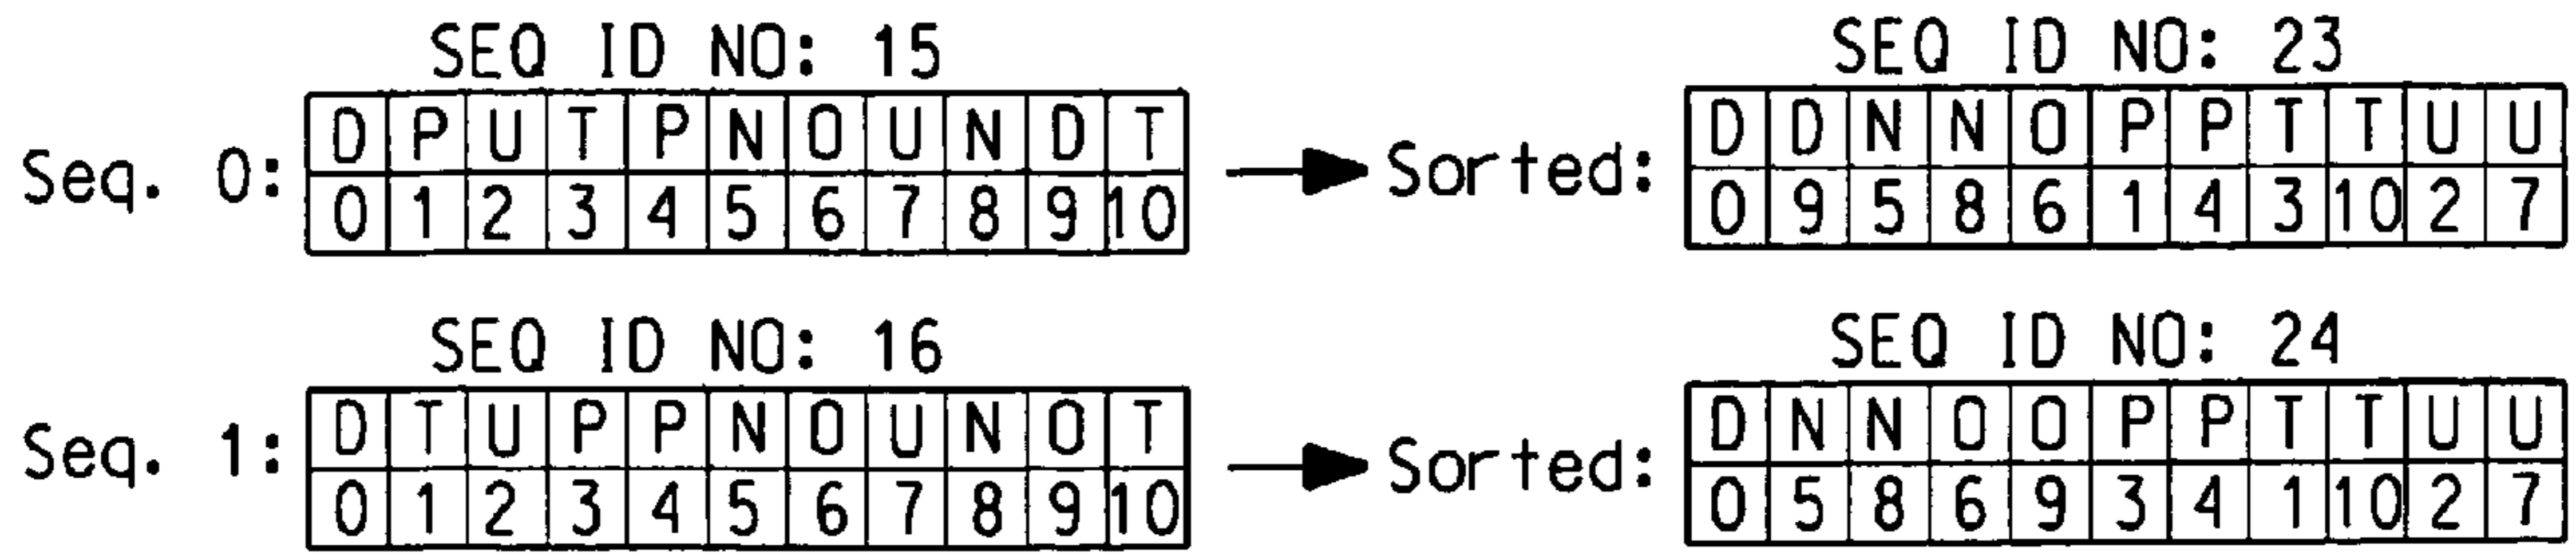 SEQ ID NO: 15 SEQ ID NO: 23
Seq. 0: D P U T P N O U N D T → Sorted: D D N N O P P T T U U
0 1 2 3 4 5 6 7 8 9 10 0 9 5 8 6 1 4 3 10 2 7
SEQ ID NO: 16 SEQ ID NO: 24
Seq. 1: D T U P P N O U N O T → Sorted: D N N O O P P T T U U
0 1 2 3 4 5 6 7 8 9 10 0 5 8 6 9 3 4 1 10 2 7